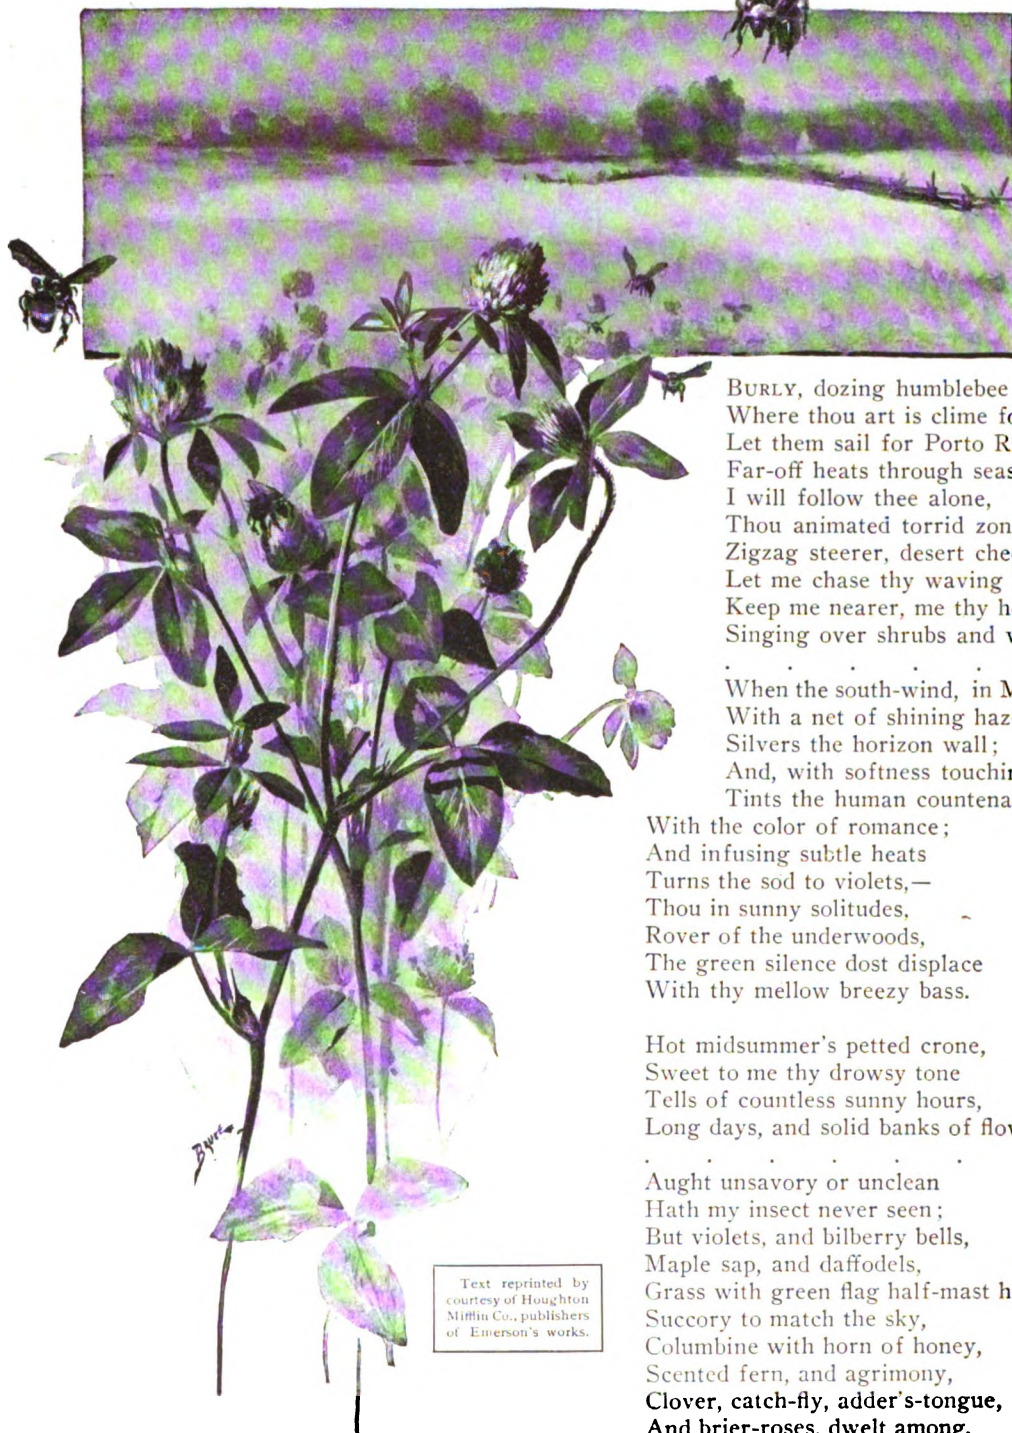 BURLY, dozing humblebee
Where thou art is clime
Let them sail for Porto
Far-off heats through seas
I will follow thee alone,
Thou animated torrid
Zigzag steerer, desert
Let me chase thy waving
Keep me nearer, me thy
Singing over shrubs and
. . . . .
When the south-wind, in
With a net of shining
Silvers the horizon wall;
And, with softness
Tints the human
With the color of romance;
And infusing subtle heats
Turns the sod to violets,—
Thou in sunny solitudes,
Rover of the underwoods,
The green silence dost displace
With thy mellow breezy bass.
Hot midsummer's petted crone,
Sweet to me thy drowsy tone
Tells of countless sunny hours,
Long days, and solid banks of
. . . . . .
Aught unsavory or unclean
Hath my insect never seen;
But violets, and bilberry bells,
Maple sap, and daffodels,
Grass with green flag half-mast
Succory to match the sky,
Columbine with horn of honey,
Scented fern, and agrimony,
Clover, catch-fly, adder's-tongue,
And brier-roses, dwelt among.
Text reprinted by
courtesy of Houghton
Mifflin Co., publishers
of Emerson's works.